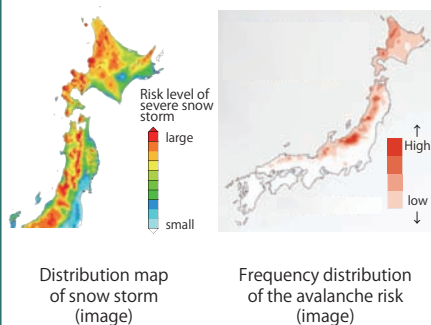 Risk level of
severe snow
storm
large
small
↑
High
low
↓
Distribution map
of snow storm
(image)
Frequency distribution
of the avalanche risk
(image)